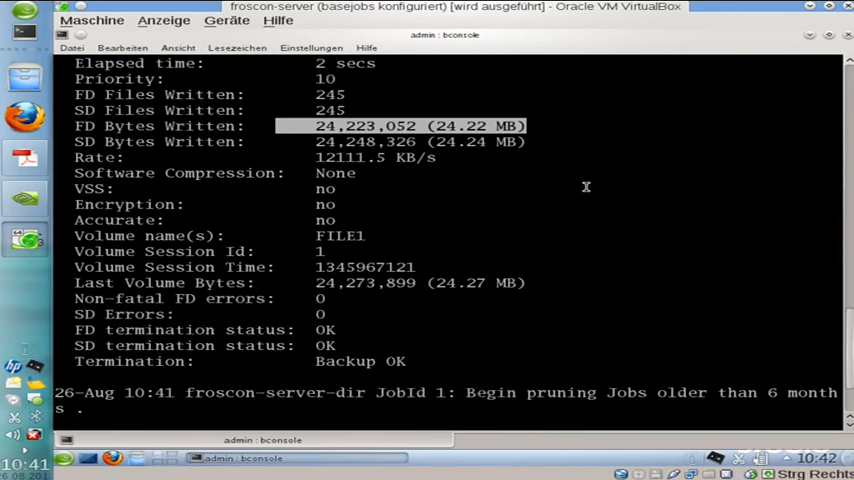 froscon-server (basejobs konfiguriert) [wird ausgeführt] - Oracle VM VirtualBox
Maschine Anzeige Geräte Hilfe
admin : bconsole
Datei Bearbeiten Ansicht Lesezeichen Einstellungen Hilfe
Elapsed time: 2 secs
Priority: 10
FD Files Written: 245
SD Files Written: 245
FD Bytes Written: 24,223,052 (24.22 MB)
SD Bytes Written: 24,248,326 (24.24 MB)
Rate: 12111.5 KB/s
Software Compression: None
VSS: no
Encryption: no
Accurate: no
Volume name(s): FILE1
Volume Session Id: 1
Volume Session Time: 1345967121
Last Volume Bytes: 24,273,899 (24.27 MB)
Non-fatal FD errors: 0
SD Errors: 0
FD termination status: OK
SD termination status: OK
Termination: Backup OK
26-Aug 10:41 froscon-server-dir JobId 1: Begin pruning Jobs older than 6 month
s .
admin : bconsole
admin : bconsole
10:42
10:41
Strg Rechts